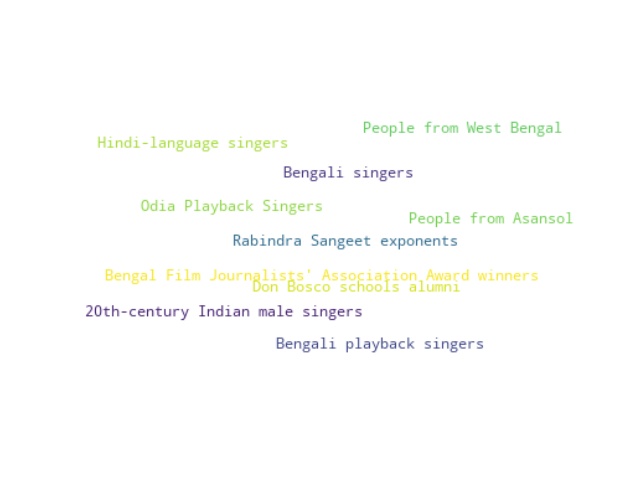 People from West Bengal
Hindi-language singers
Bengali singers
Odia Playback Singers
People from Asansol
Rabindra Sangeet exponents
Bengal Film Journalists' Association Award winners
Don Bosco schools alumni
20th-century Indian male singers
Bengali playback singers